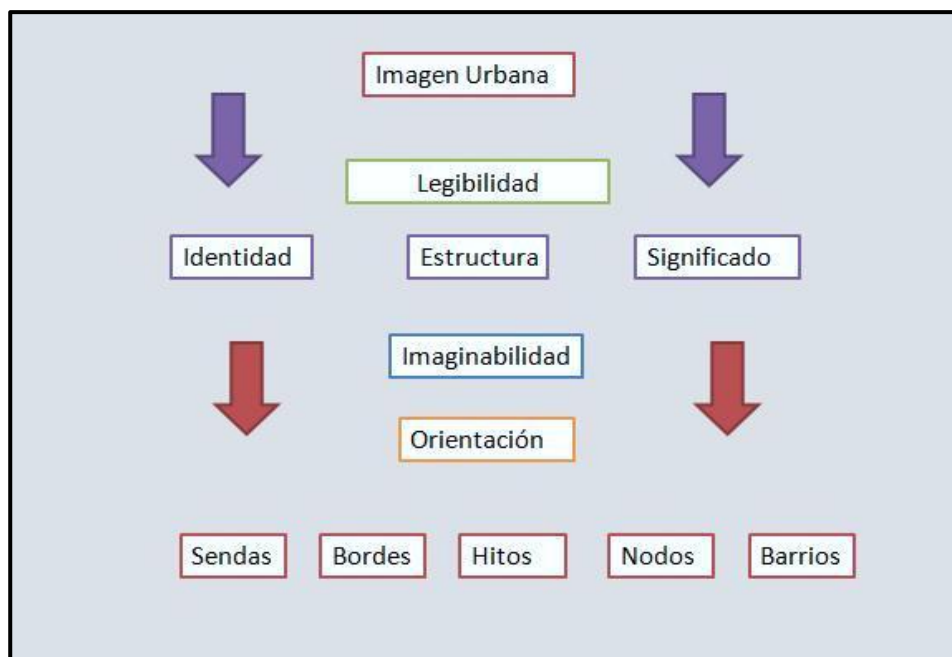 Imagen Urbana
Legibilidad
Identidad
Estructura
Significado
Imaginabilidad
Orientación
Sendas
Bordes
Hitos
Nodos
Barrios